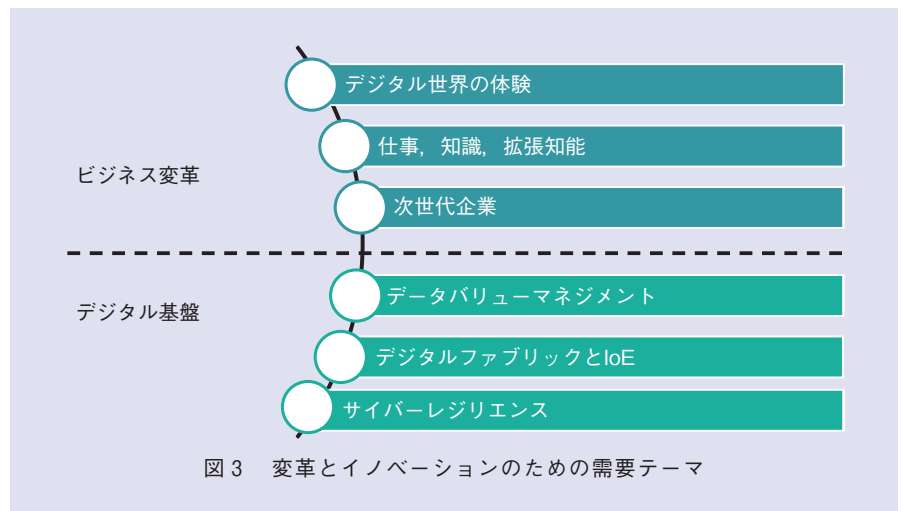 デジタル世界の体験
仕事，知識，拡張知能
ビジネス変革
次世代企業
データバリューマネジメント
デジタル基盤
デジタルファブリックとIoE
サイバーレジリエンス
図3 変革とイノベーションのための需要テーマ